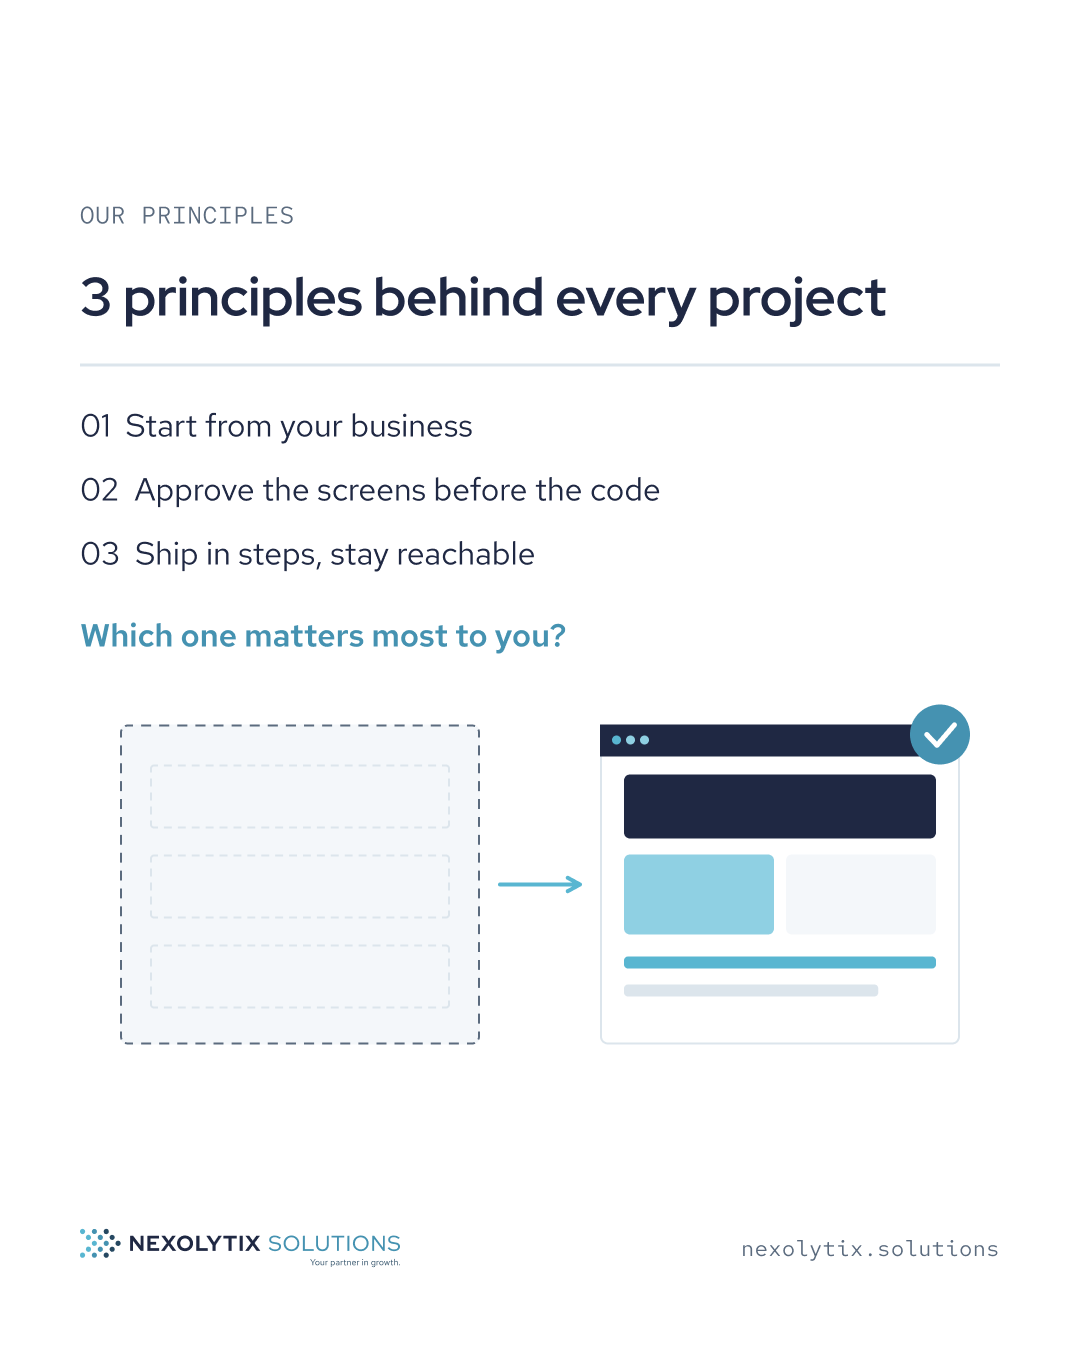 OUR PRINCIPLES
3 principles behind every project
01 Start from your business
02 Approve the screens before the code
03 Ship in steps, stay reachable
Which one matters most to you?
NEXOLYTIX SOLUTIONS
Your partner in growth.
nexolytix.solutions